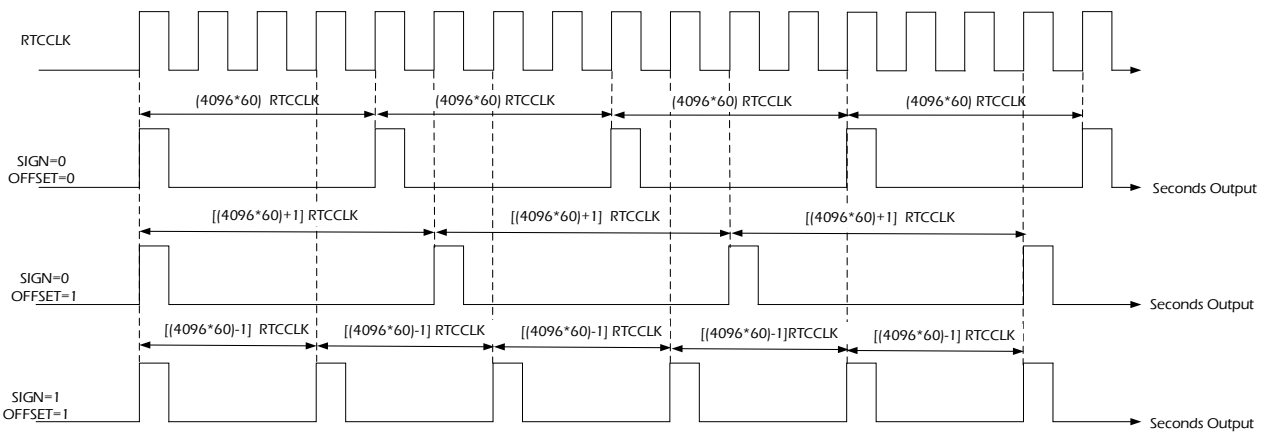 RTCCLK
(4096*60) RTCCLK (4096*60) RTCCLK (4096*60) RTCCLK (4096*60) RTCCLK
SIGN=0
OFFSET=0
Seconds Output
[(4096*60)+1] RTCCLK [(4096*60)+1] RTCCLK [(4096*60)+1] RTCCLK
SIGN=0
OFFSET=1
Seconds Output
[(4096*60)-1] RTCCLK [(4096*60)-1] RTCCLK [(4096*60)-1] RTCCLK [(4096*60)-1]RTCCLK [(4096*60)-1] RTCCLK
SIGN=1
OFFSET=1
Seconds Output